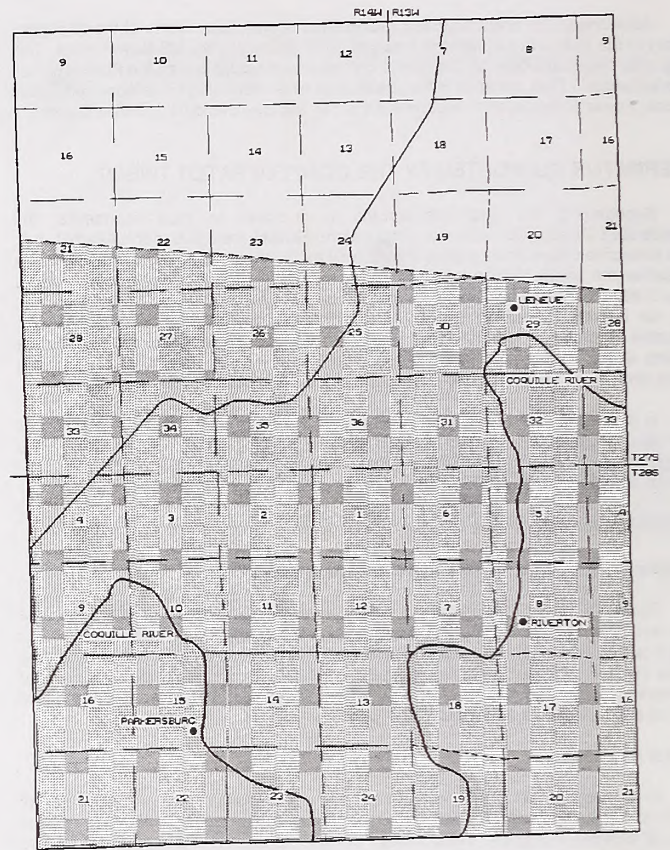 R14W R13W
9 10 11 12 7 8 9
16 15 14 13 18 17 16
21 22 23 24 19 20 21
LENEVE
28 27 26 25 30 29 28
COQUILLE RIVER
33 34 35 36 31 32 33
T27S
T28S
4 3 2 1 6 5 4
9 10 11 12 7 8 9
RIVERTON
COQUILLE RIVER
16 15 14 13 18 17 16
PARKERSBURG
21 22 23 24 19 20 21